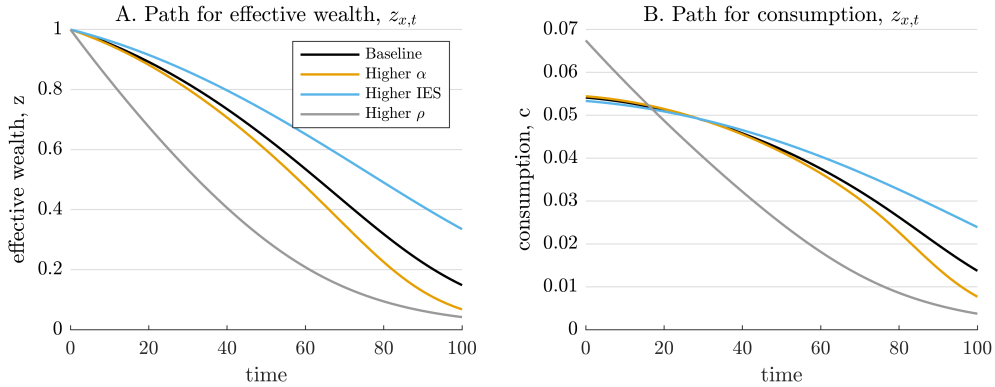 A. Path for effective wealth, z_{x,t}
effective wealth, z
1
0.8
0.6
0.4
0.2
0
0 20 40 60 80 100
time
Baseline
Higher α
Higher IES
Higher ρ
B. Path for consumption, z_{x,t}
consumption, c
0.07
0.06
0.05
0.04
0.03
0.02
0.01
0
0 20 40 60 80 100
time